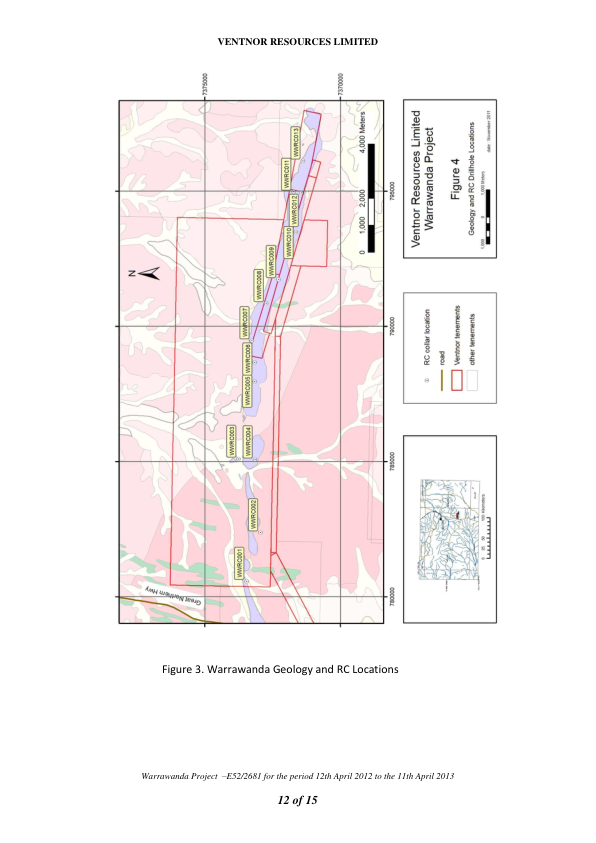 VENTNOR RESOURCES LIMITED
7375000
7370000
795000
790000
785000
780000
N
WWRC013
WWRC011
WWRC012
WWRC010
WWRC009
WWRC008
WWRC007
WWRC006
WWRC005
WWRC003
WWRC004
WWRC002
WWRC001
Great Northern Hwy
0 1,000 2,000 4,000 Meters
Ventnor Resources Limited
Warrawanda Project
Figure 4
Geology and RC Drillhole Locations
date: November 2011
RC collar location
road
Ventnor tenements
other tenements
Figure 3. Warrawanda Geology and RC Locations
Warrawanda Project –E52/2681 for the period 12th April 2012 to the 11th April 2013
12 of 15